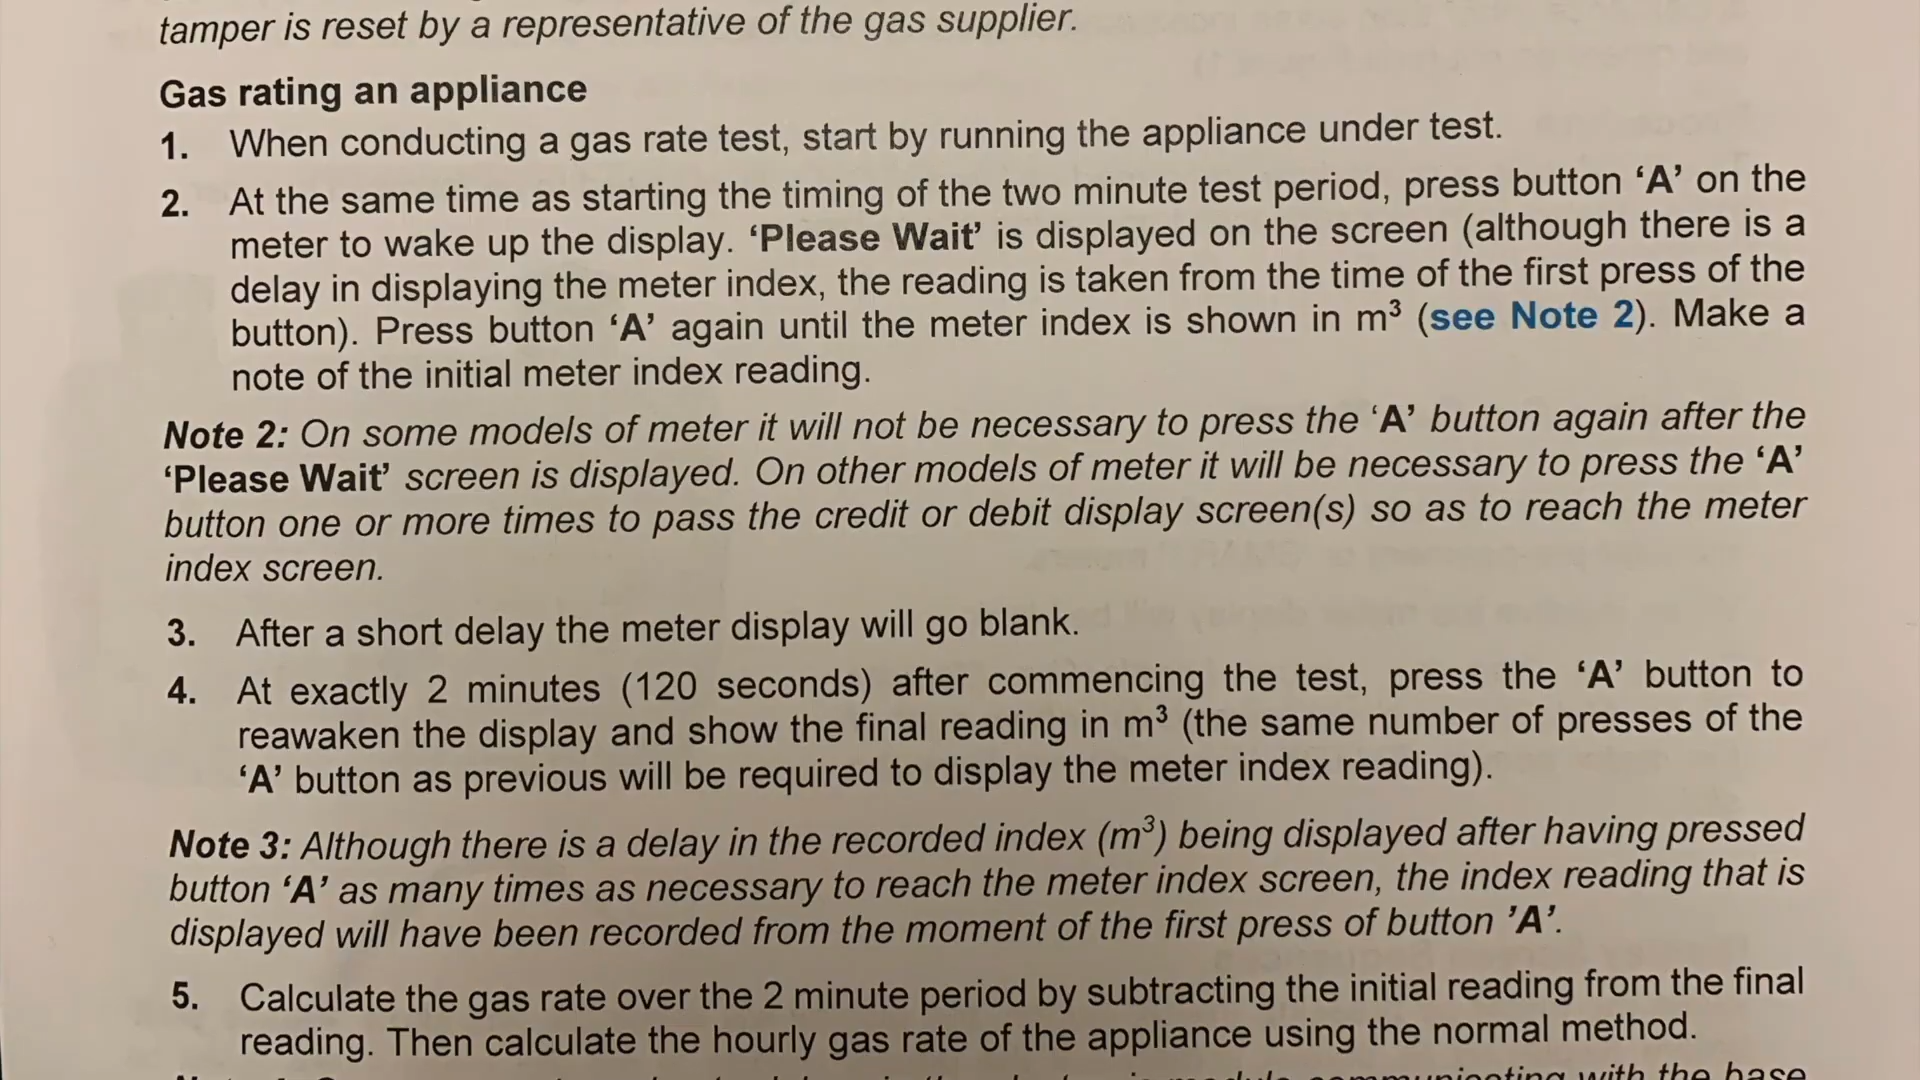 tamper is reset by a representative of the gas supplier.
Gas rating an appliance
1. When conducting a gas rate test, start by running the appliance under test.
2. At the same time as starting the timing of the two minute test period, press button ‘A’ on the
meter to wake up the display. ‘Please Wait’ is displayed on the screen (although there is a
delay in displaying the meter index, the reading is taken from the time of the first press of the
button). Press button ‘A’ again until the meter index is shown in m³ (see Note 2). Make a
note of the initial meter index reading.
Note 2: On some models of meter it will not be necessary to press the ‘A’ button again after the
‘Please Wait’ screen is displayed. On other models of meter it will be necessary to press the ‘A’
button one or more times to pass the credit or debit display screen(s) so as to reach the meter
index screen.
3. After a short delay the meter display will go blank.
4. At exactly 2 minutes (120 seconds) after commencing the test, press the ‘A’ button to
reawaken the display and show the final reading in m³ (the same number of presses of the
‘A’ button as previous will be required to display the meter index reading).
Note 3: Although there is a delay in the recorded index (m³) being displayed after having pressed
button ‘A’ as many times as necessary to reach the meter index screen, the index reading that is
displayed will have been recorded from the moment of the first press of button ’A’.
5. Calculate the gas rate over the 2 minute period by subtracting the initial reading from the final
reading. Then calculate the hourly gas rate of the appliance using the normal method.
communicating with the base